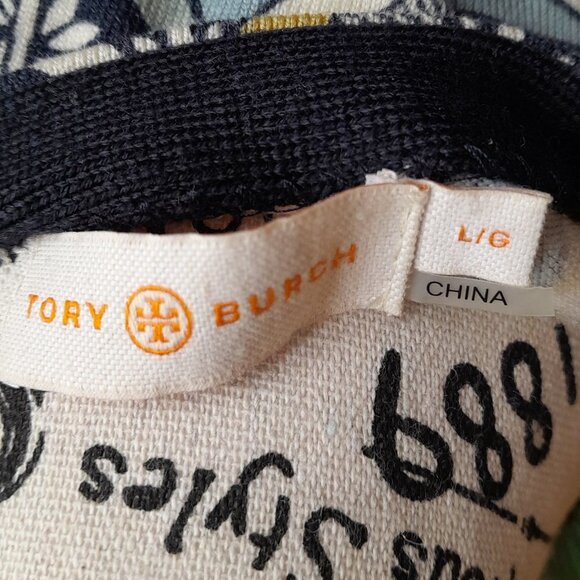 TORY BURCH
L/G
CHINA
1889
Styles